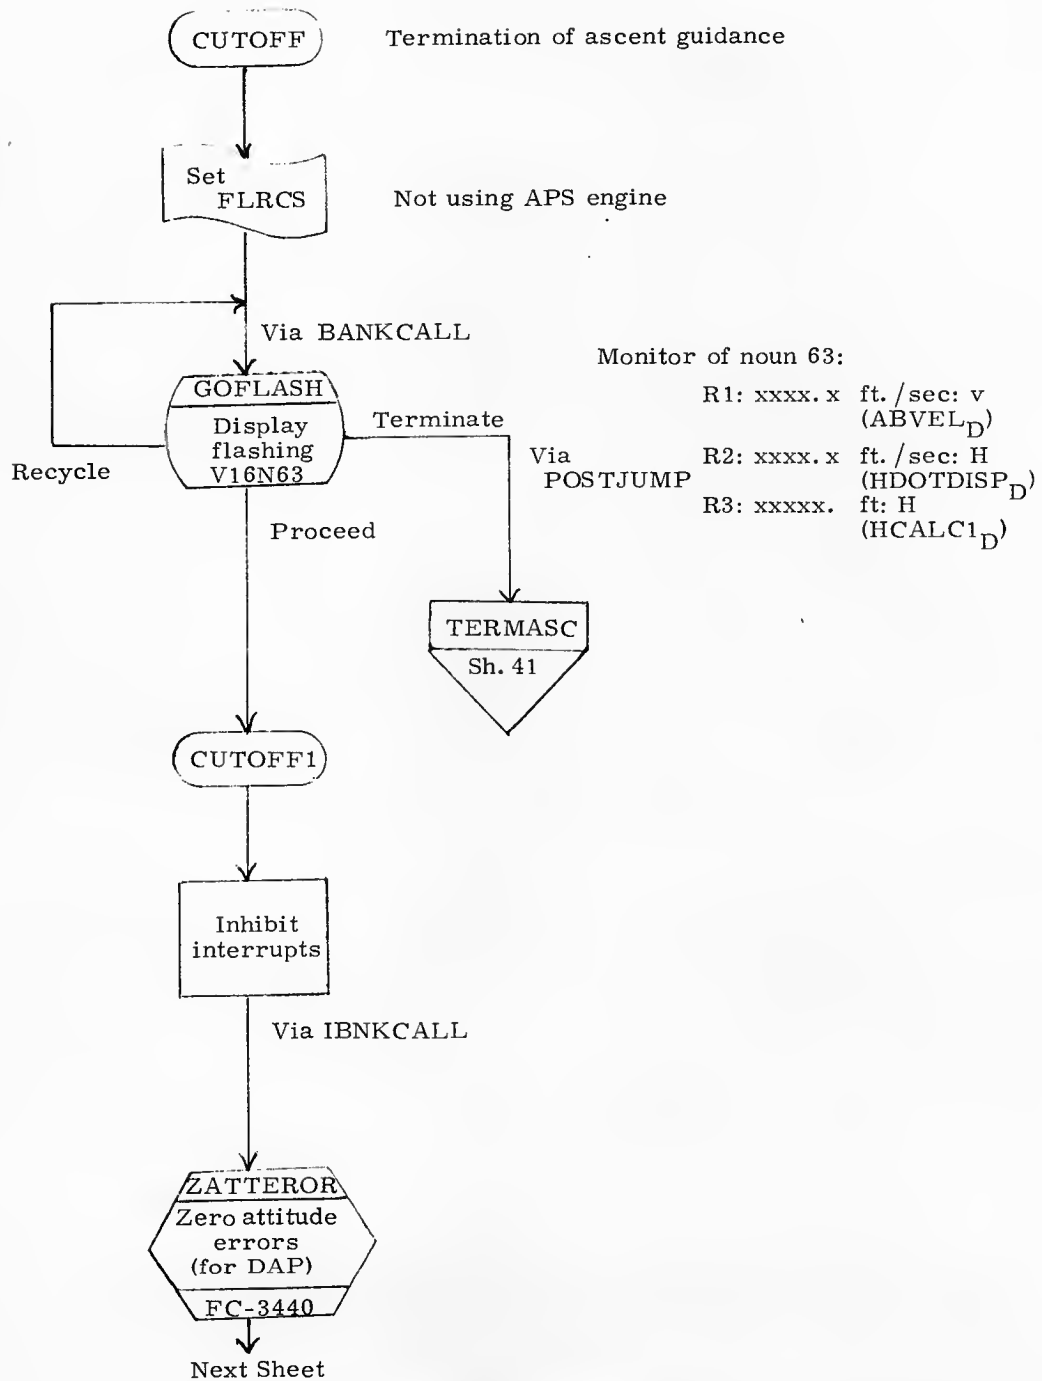 CUTOFF
Termination of ascent guidance
Set
FLRCS
Not using APS engine
Via BANKCALL
GOFLASH
Display
flashing
V16N63
Recycle
Terminate
Proceed
Via
POSTJUMP
Monitor of noun 63:
R1: xxxx.x ft./sec: v
(ABVEL_D)
R2: xxxx.x ft./sec: H
(HDOTDISP_D)
R3: xxxxx. ft: H
(HCALC1_D)
TERMASC
Sh. 41
CUTOFF1
Inhibit
interrupts
Via IBNKCALL
ZATTEROR
Zero attitude
errors
(for DAP)
FC-3440
Next Sheet